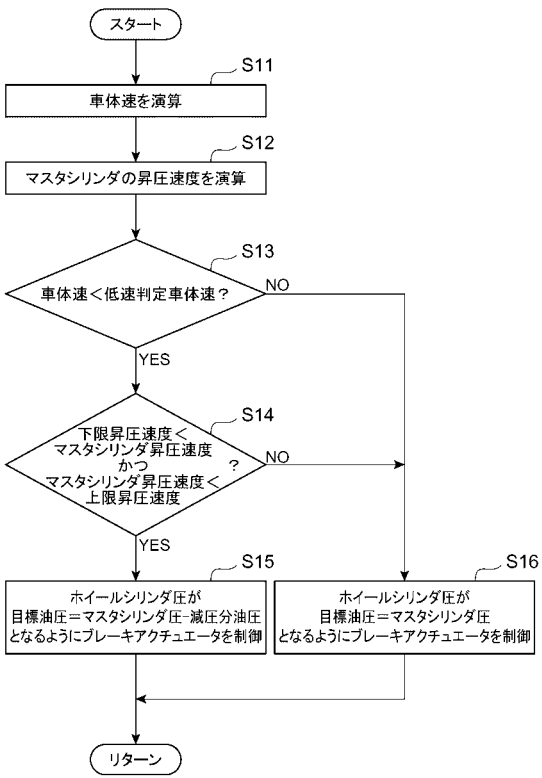 スタート
S11
車体速を演算
S12
マスタシリンダの昇圧速度を演算
S13
車体速<低速判定車体速?
NO
YES
S14
下限昇圧速度<
マスタシリンダ昇圧速度
かつ
?
マスタシリンダ昇圧速度<
上限昇圧速度
NO
YES
S15
ホイールシリンダ圧が
目標油圧=マスタシリンダ圧-減圧分油圧
となるようにブレーキアクチュエータを制御
S16
ホイールシリンダ圧が
目標油圧=マスタシリンダ圧
となるようにブレーキアクチュエータを制御
リターン